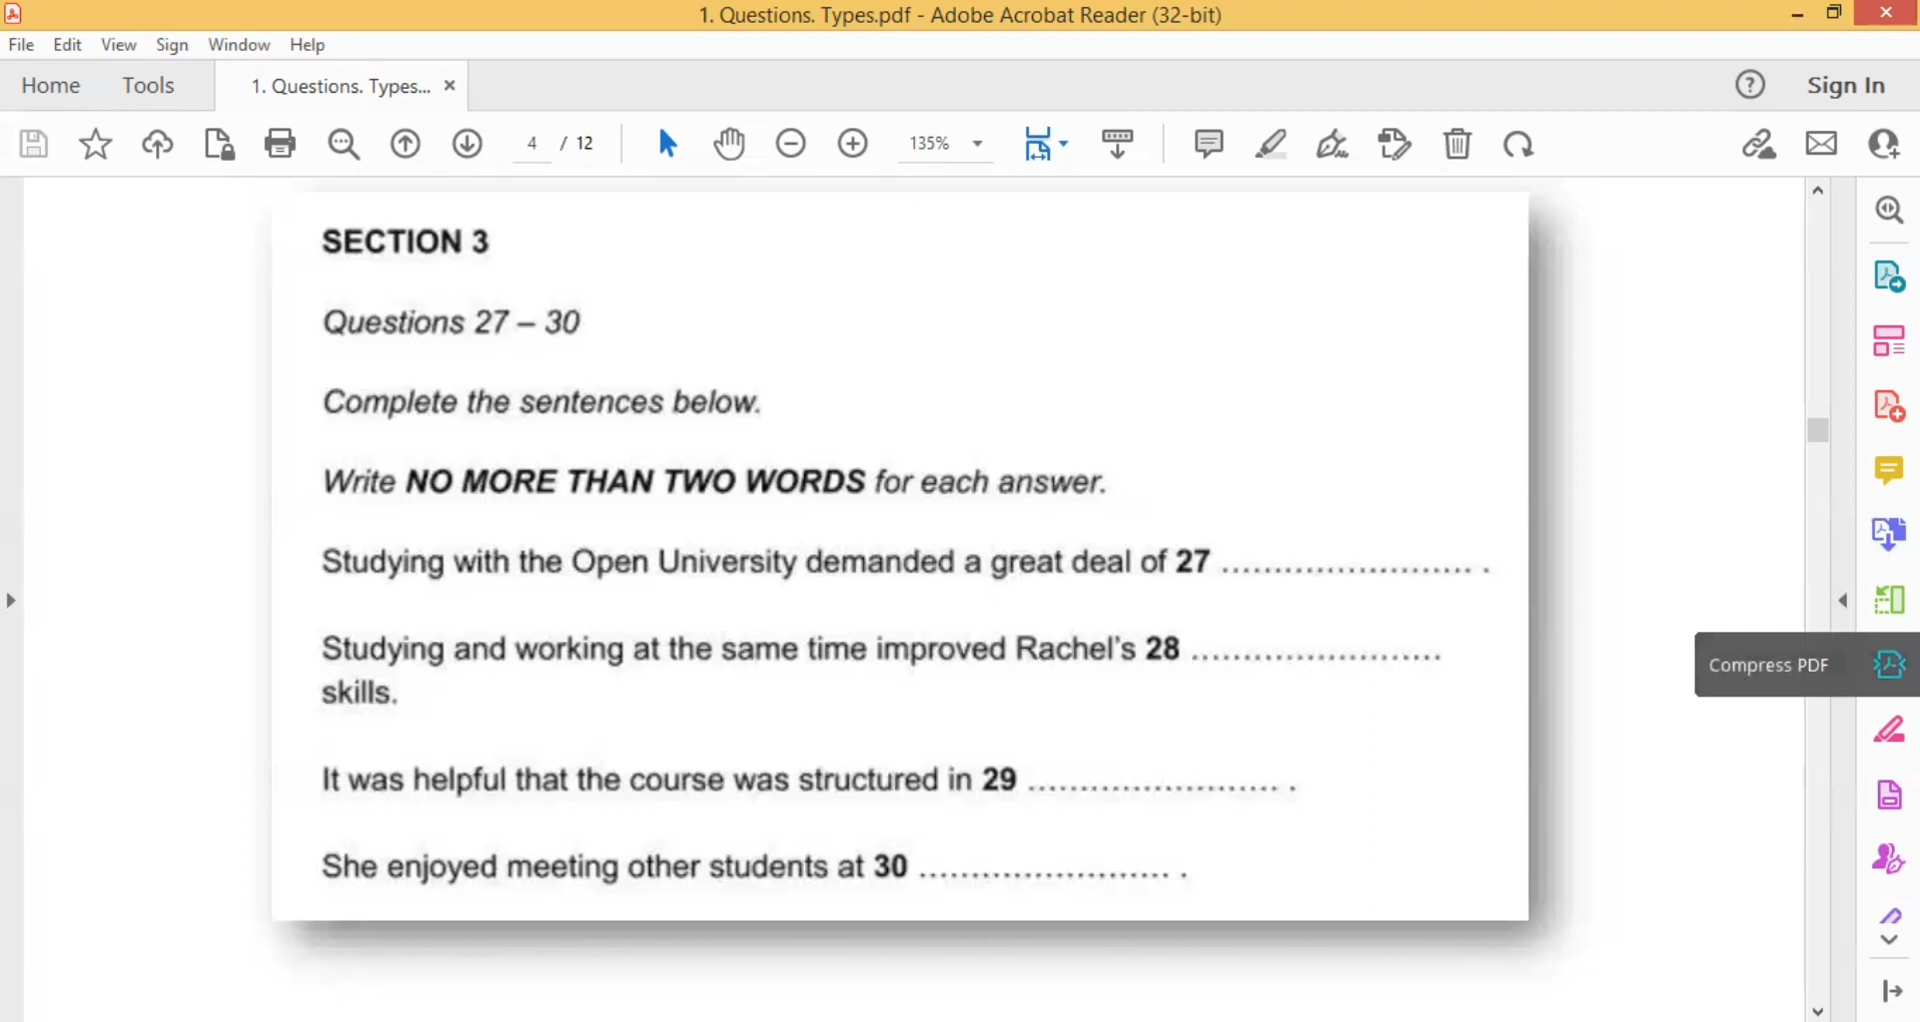 1. Questions. Types.pdf - Adobe Acrobat Reader (32-bit)
File Edit View Sign Window Help
Home Tools 1. Questions. Types... × Sign In
4 / 12 135%
SECTION 3
Questions 27 – 30
Complete the sentences below.
Write NO MORE THAN TWO WORDS for each answer.
Studying with the Open University demanded a great deal of 27 ........................ .
Studying and working at the same time improved Rachel's 28 ........................
skills.
Compress PDF
It was helpful that the course was structured in 29 ........................ .
She enjoyed meeting other students at 30 ........................ .